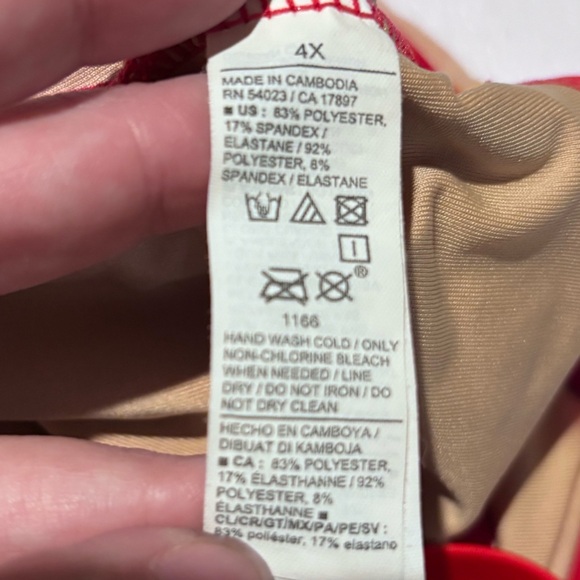 4X
MADE IN CAMBODIA
RN 54023 / CA 17897
■ US : 83% POLYESTER,
17% SPANDEX /
ELASTANE / 92%
POLYESTER, 8%
SPANDEX / ELASTANE
®
1166
HAND WASH COLD / ONLY
NON-CHLORINE BLEACH
WHEN NEEDED / LINE
DRY / DO NOT IRON / DO
NOT DRY CLEAN
HECHO EN CAMBOYA /
DIBUAT DI KAMBOJA
■ CA : 83% POLYESTER,
17% ÉLASTHANNE / 92%
POLYESTER, 8%
ÉLASTHANNE ■
CL/CR/GT/MX/PA/PE/SV :
83% poliéster, 17% elastano